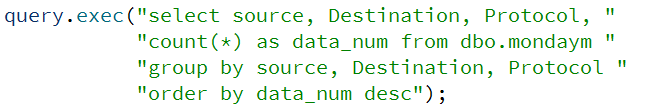 query.exec("select source, Destination, Protocol, "
"count(*) as data_num from dbo.mondaym "
"group by source, Destination, Protocol "
"order by data_num desc");